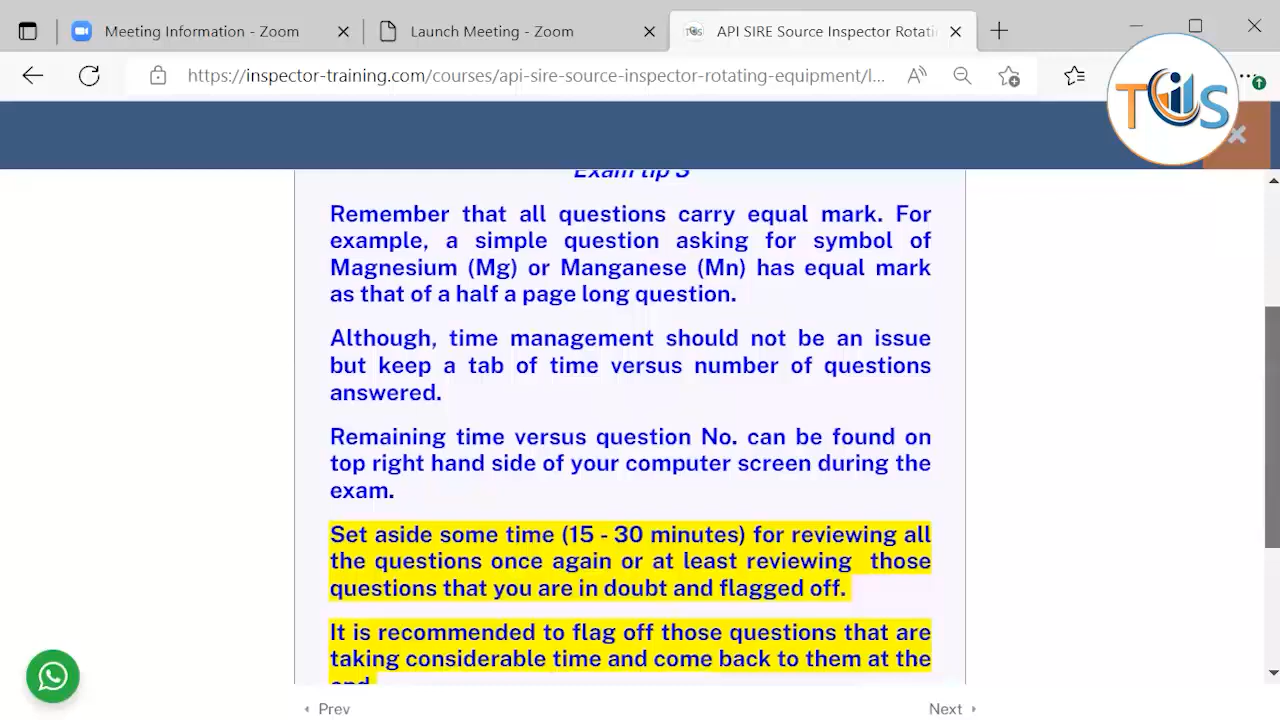 Meeting Information - Zoom
Launch Meeting - Zoom
API SIRE Source Inspector Rotati
https://inspector-training.com/courses/api-sire-source-inspector-rotating-equipment/l...
TCIS
Exam tip 3
Remember that all questions carry equal mark. For
example, a simple question asking for symbol of
Magnesium (Mg) or Manganese (Mn) has equal mark
as that of a half a page long question.
Although, time management should not be an issue
but keep a tab of time versus number of questions
answered.
Remaining time versus question No. can be found on
top right hand side of your computer screen during the
exam.
Set aside some time (15 - 30 minutes) for reviewing all
the questions once again or at least reviewing those
questions that you are in doubt and flagged off.
It is recommended to flag off those questions that are
taking considerable time and come back to them at the
end
Prev
Next